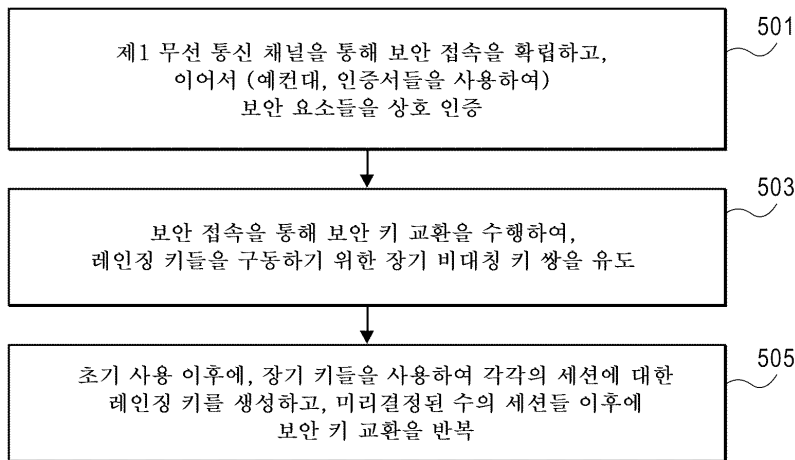 501
제1 무선 통신 채널을 통해 보안 접속을 확립하고,
이어서 (예컨대, 인증서들을 사용하여)
보안 요소들을 상호 인증
503
보안 접속을 통해 보안 키 교환을 수행하여,
레인징 키들을 구동하기 위한 장기 비대칭 키 쌍을 유도
505
초기 사용 이후에, 장기 키들을 사용하여 각각의 세션에 대한
레인징 키를 생성하고, 미리결정된 수의 세션들 이후에
보안 키 교환을 반복